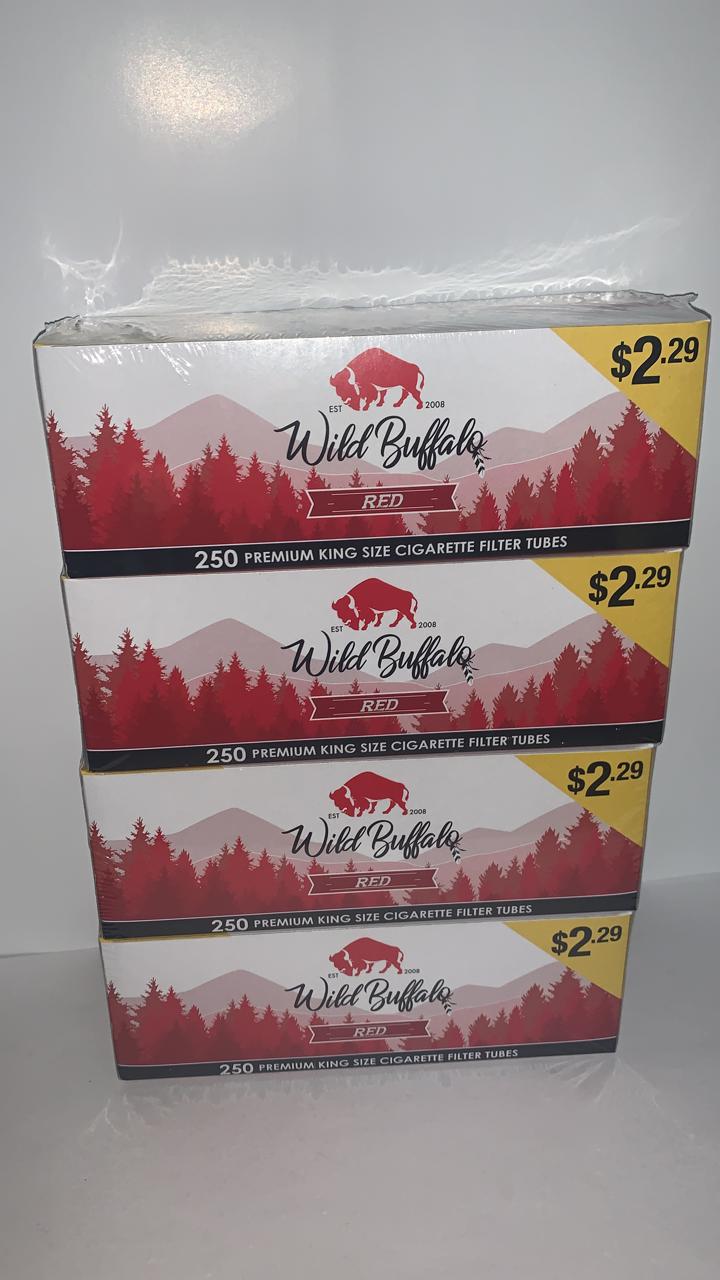 $2.29
EST 2008
Wild Buffalo
RED
250 PREMIUM KING SIZE CIGARETTE FILTER TUBES
$2.29
EST 2008
Wild Buffalo
RED
250 PREMIUM KING SIZE CIGARETTE FILTER TUBES
$2.29
EST 2008
Wild Buffalo
RED
250 PREMIUM KING SIZE CIGARETTE FILTER TUBES
$2.29
EST 2008
Wild Buffalo
RED
250 PREMIUM KING SIZE CIGARETTE FILTER TUBES